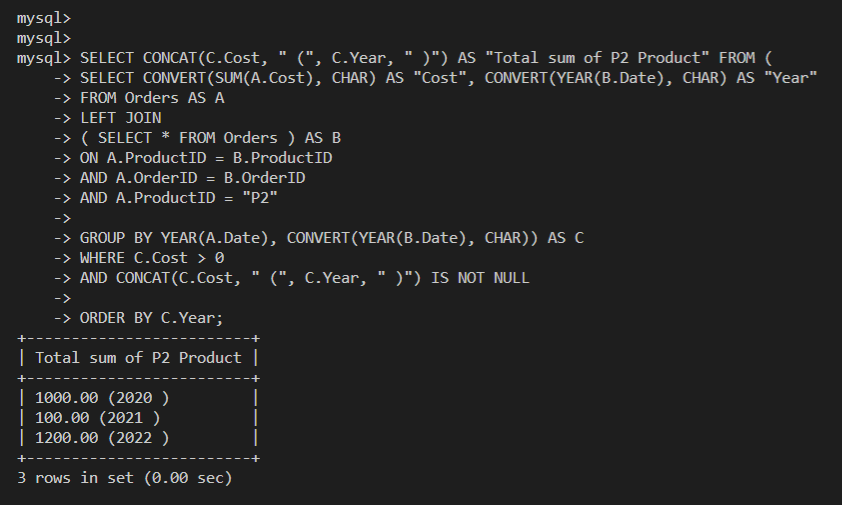 mysql>
mysql>
mysql> SELECT CONCAT(C.Cost, " (", C.Year, " )") AS "Total sum of P2 Product" FROM (
    -> SELECT CONVERT(SUM(A.Cost), CHAR) AS "Cost", CONVERT(YEAR(B.Date), CHAR) AS "Year"
    -> FROM Orders AS A
    -> LEFT JOIN
    -> ( SELECT * FROM Orders ) AS B
    -> ON A.ProductID = B.ProductID
    -> AND A.OrderID = B.OrderID
    -> AND A.ProductID = "P2"
    ->
    -> GROUP BY YEAR(A.Date), CONVERT(YEAR(B.Date), CHAR)) AS C
    -> WHERE C.Cost > 0
    -> AND CONCAT(C.Cost, " (", C.Year, " )") IS NOT NULL
    ->
    -> ORDER BY C.Year;
+-------------------------+
| Total sum of P2 Product |
+-------------------------+
| 1000.00 (2020 )         |
| 100.00 (2021 )          |
| 1200.00 (2022 )         |
+-------------------------+
3 rows in set (0.00 sec)